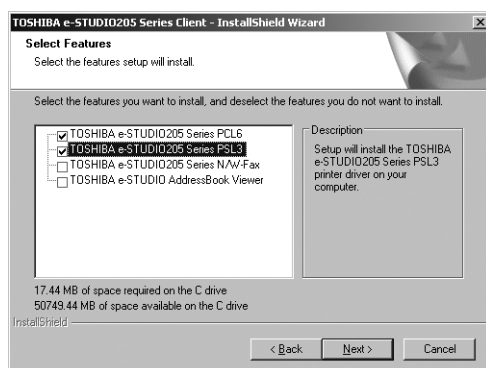 TOSHIBA e-STUDIO205 Series Client - InstallShield Wizard
Select Features
Select the features setup will install.
Select the features you want to install, and deselect the features you do not want to install.
TOSHIBA e-STUDIO205 Series PCL6
TOSHIBA e-STUDIO205 Series PSL3
TOSHIBA e-STUDIO205 Series N/W-Fax
TOSHIBA e-STUDIO AddressBook Viewer
Description
Setup will install the TOSHIBA
e-STUDIO205 Series PSL3
printer driver on your
computer.
17.44 MB of space required on the C drive
50749.44 MB of space available on the C drive
InstallShield
< Back
Next >
Cancel